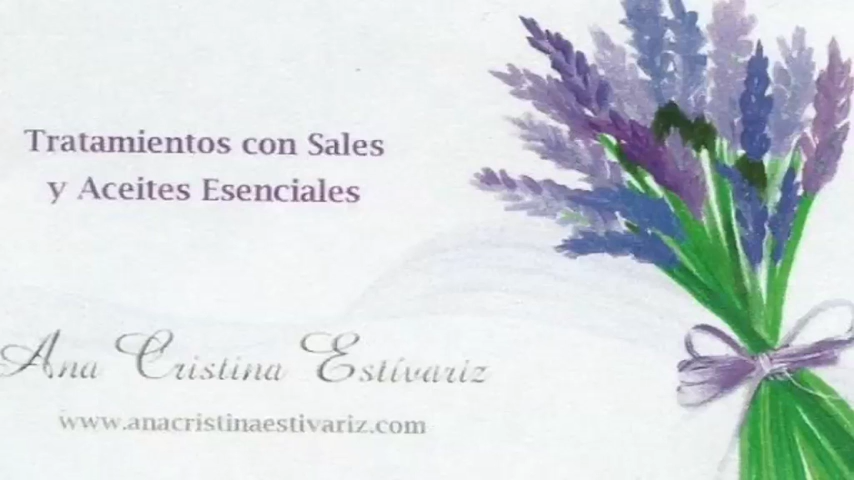 Tratamientos con Sales
y Aceites Esenciales
Ana Cristina Estívariz
www.anacristinaestivariz.com